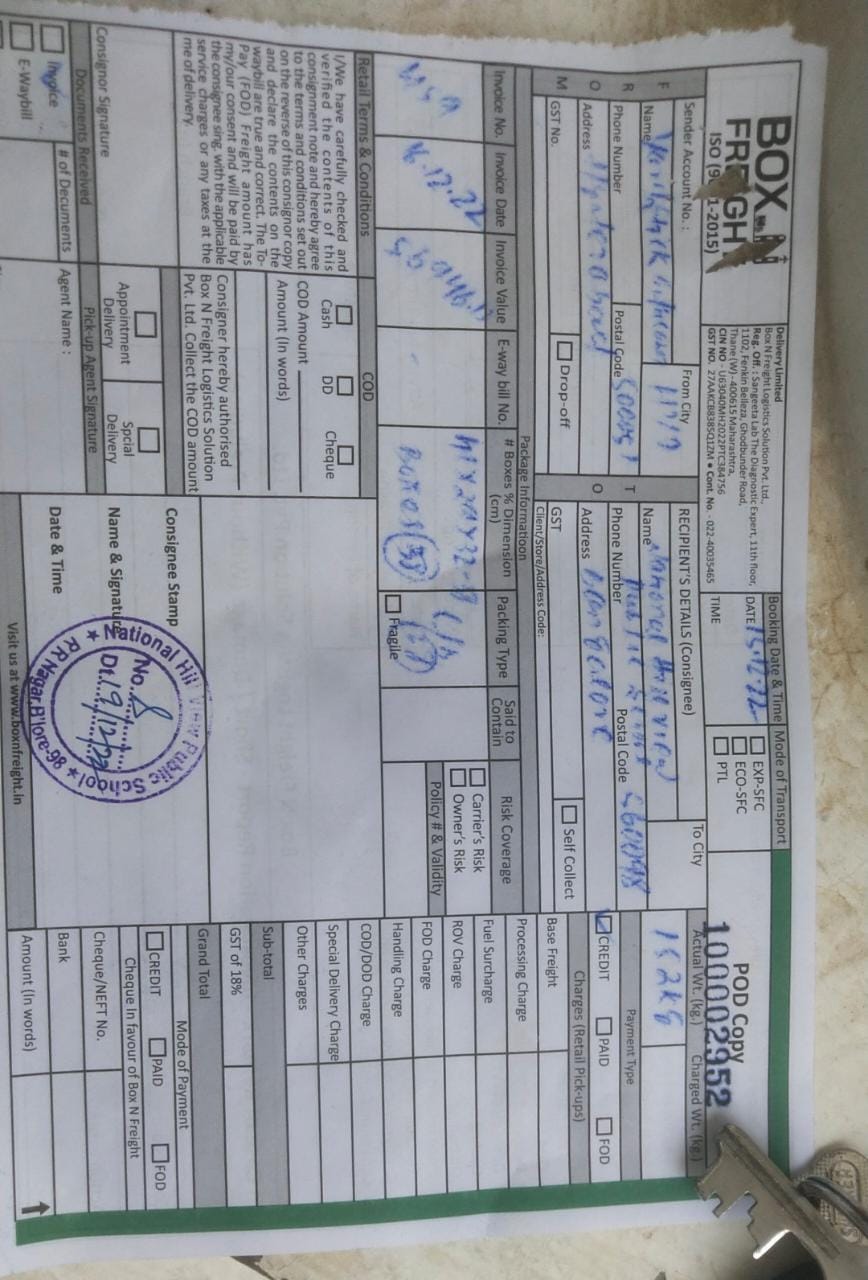 BOX N
FREIGHT
ISO (9001-2015)
Delivery Limited
Box N Freight Logistics Solution Pvt. Ltd.,
Reg. Off. : Sangeeta Lab The Diagnostic Expert, 11th floor,
1102, Fenkin Belleza, Ghodbunder Road,
Thane (W) - 400615 Maharashtra,
CIN NO - U63040MH2022PTC384756
GST NO. 27AAKCB8385Q1ZM • Cont. No. - 022-40035465
Booking Date & Time
DATE 15.12.22
TIME
Mode of Transport
EXP-SFC
ECO-SFC
PTL
POD Copy
100002952
Sender Account No. :
From City
RECIPIENT'S DETAILS (Consignee)
To City
Actual Wt. (kg.)
Charged Wt. (kg.)
152 KG
FROM
Name
Phone Number
Postal Code
Address
GST No.
Drop-off
TO
Name National Hill view
Public School
Phone Number
Postal Code 560098
Address Bangalore
GST
Self Collect
Client/Store/Address Code:
Payment Type
CREDIT
PAID
FOD
Charges (Retail Pick-ups)
Base Freight
Processing Charge
Fuel Surcharge
ROV Charge
FOD Charge
Handling Charge
COD/DOD Charge
Special Delivery Charge
Other Charges
Sub-total
GST of 18%
Grand Total
Package Informatioon
Invoice No.
Invoice Date
Invoice Value
E-way bill No.
# Boxes % Dimension (cm)
Packing Type
Said to Contain
Risk Coverage
16.12.22
Boxes
Fragile
Carrier's Risk
Owner's Risk
Policy # & Validity
Retail Terms & Conditions
I/We have carefully checked and
verified the contents of this
consignment note and hereby agree
to the terms and conditions set out
on the reverse of this consignor copy
and declare the contents on the
waybill are true and correct. The To-
Pay (FOD) Freight amount has
my/our consent and will be paid by
the consignee sing. with the applicable
service charges or any taxes at the
me of delivery.
COD
Cash
DD
Cheque
COD Amount
Amount (In words)
Consigner hereby authorised
Box N Freight Logistics Solution
Pvt. Ltd. Collect the COD amount
Consignor Signature
Appointment Delivery
Spcial Delivery
Documents Received
Pick-up Agent Signature
Invoice
# of Decuments
Agent Name :
E-Waybill
Consignee Stamp
Name & Signature
Date & Time
National Hill View Public School
RR Nagar, B'lore-98
No. 8
Dt. 19/12/22
Visit us at www.boxnfreight.in
Mode of Payment
CREDIT
PAID
FOD
Cheque In favour of Box N Freight
Cheque/NEFT No.
Bank
Amount (In words)